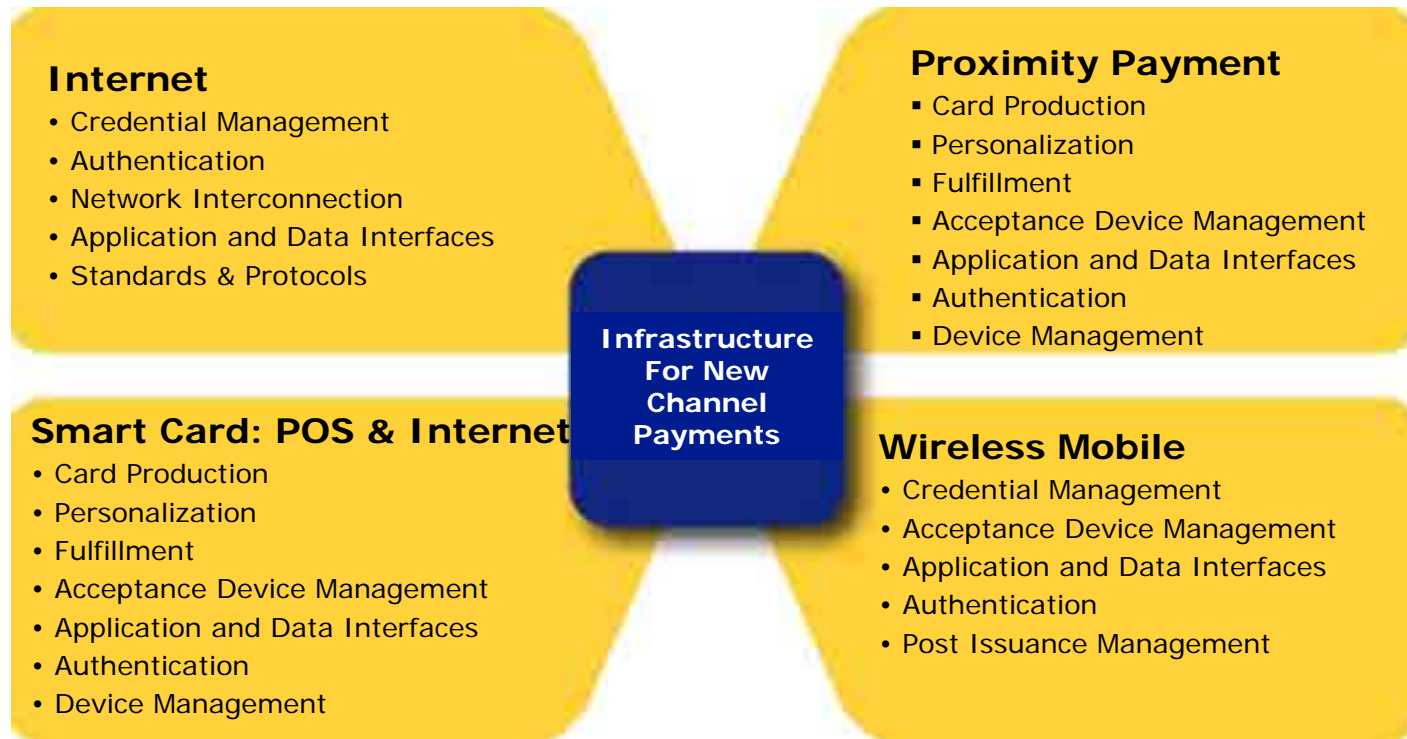 Internet
• Credential Management
• Authentication
• Network Interconnection
• Application and Data Interfaces
• Standards & Protocols
Proximity Payment
▪ Card Production
▪ Personalization
▪ Fulfillment
▪ Acceptance Device Management
▪ Application and Data Interfaces
▪ Authentication
▪ Device Management
Infrastructure
For New
Channel
Payments
Smart Card: POS & Internet
• Card Production
• Personalization
• Fulfillment
• Acceptance Device Management
• Application and Data Interfaces
• Authentication
• Device Management
Wireless Mobile
• Credential Management
• Acceptance Device Management
• Application and Data Interfaces
• Authentication
• Post Issuance Management